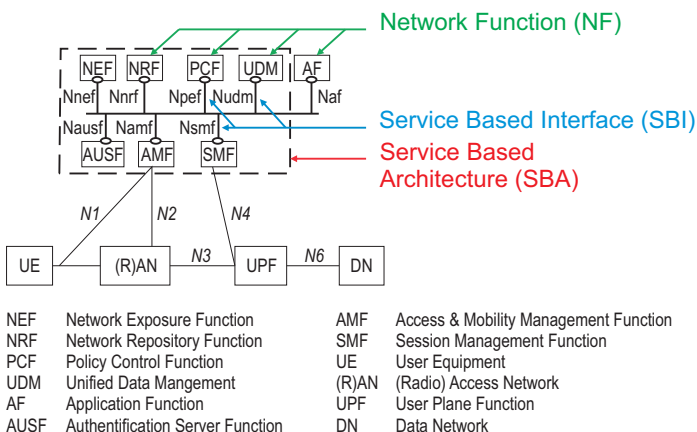 Network Function (NF)
NEF NRF PCF UDM AF
Nnef Nnrf Npef Nudm Naf
Service Based Interface (SBI)
Nausf Namf Nsmf
AUSF AMF SMF
Service Based
Architecture (SBA)
N1 N2 N4
UE (R)AN N3 UPF N6 DN
NEF Network Exposure Function AMF Access & Mobility Management Function
NRF Network Repository Function SMF Session Management Function
PCF Policy Control Function UE User Equipment
UDM Unified Data Mangement (R)AN (Radio) Access Network
AF Application Function UPF User Plane Function
AUSF Authentification Server Function DN Data Network